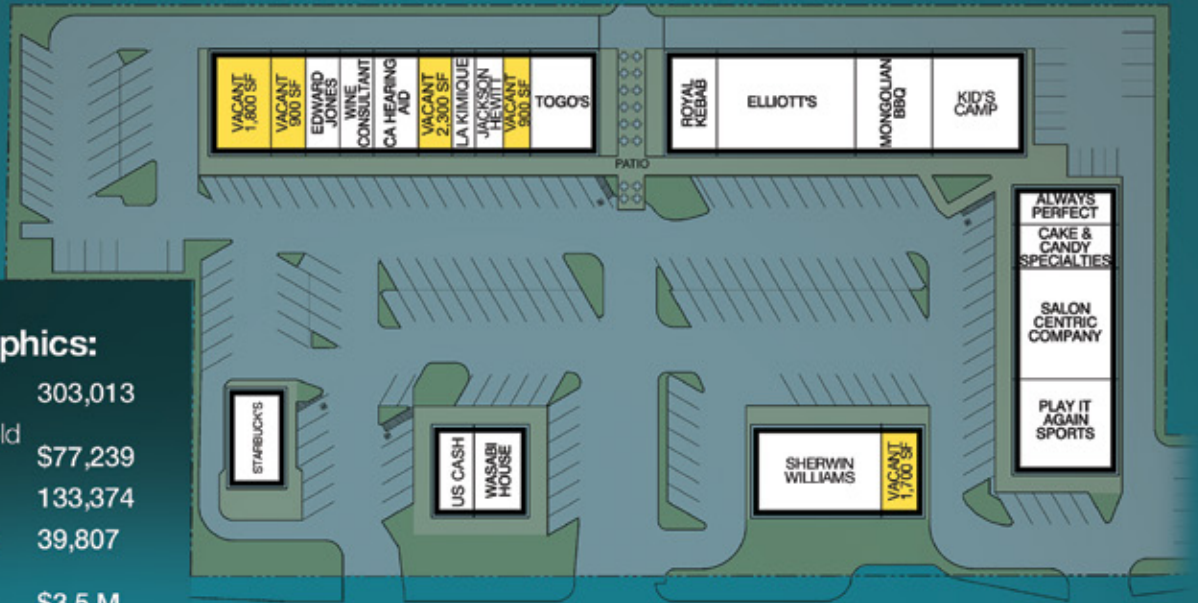 VACANT
1,800 SF
VACANT
900 SF
EDWARD
JONES
WINE
CONSULTANT
CA HEARING
AID
VACANT
2,300 SF
LA KIMIQUE
JACKSON
HEWITT
VACANT
900 SF
TOGO'S
PATIO
ROYAL
KEBAB
ELLIOTT'S
MONGOLIAN
BBQ
KID'S
CAMP
ALWAYS
PERFECT
CAKE &
CANDY
SPECIALTIES
SALON
CENTRIC
COMPANY
PLAY IT
AGAIN
SPORTS
STARBUCK'S
US CASH
WASABI
HOUSE
SHERWIN
WILLIAMS
VACANT
1,700 SF
phics:
303,013
ld
$77,239
133,374
39,807
$3.5 M